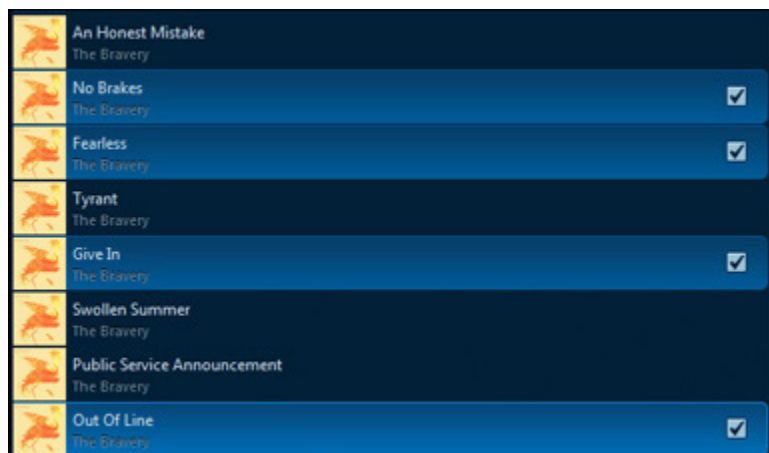 An Honest Mistake
The Bravery
No Brakes
The Bravery
Fearless
The Bravery
Tyrant
The Bravery
Give In
The Bravery
Swollen Summer
The Bravery
Public Service Announcement
The Bravery
Out Of Line
The Bravery